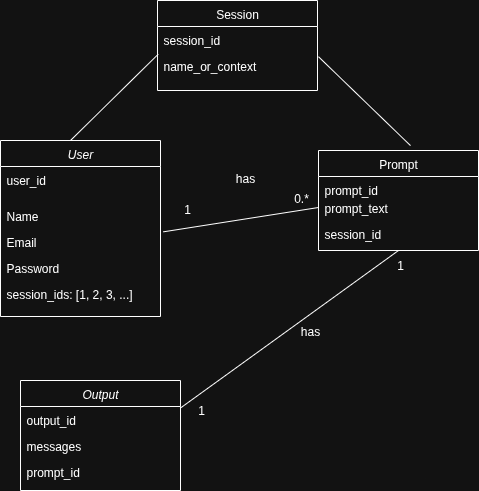 Session
session_id
name_or_context
User
user_id
Name
Email
Password
session_ids: [1, 2, 3, ...]
has
1
0.*
Prompt
prompt_id
prompt_text
session_id
1
has
1
Output
output_id
messages
prompt_id